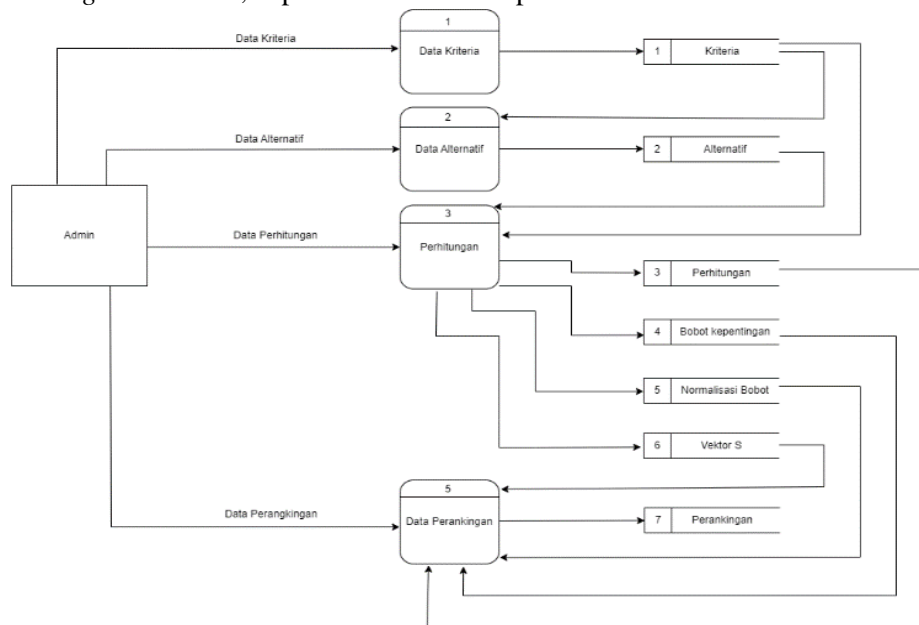 1
Data Kriteria
Data Kriteria
1 Kriteria
2
Data Alternatif
Data Alternatif
2 Alternatif
3
Admin
Data Perhitungan
Perhitungan
3 Perhitungan
4 Bobot kepentingan
5 Normalisasi Bobot
6 Vektor S
5
Data Perangkingan
Data Perankingan
7 Perankingan